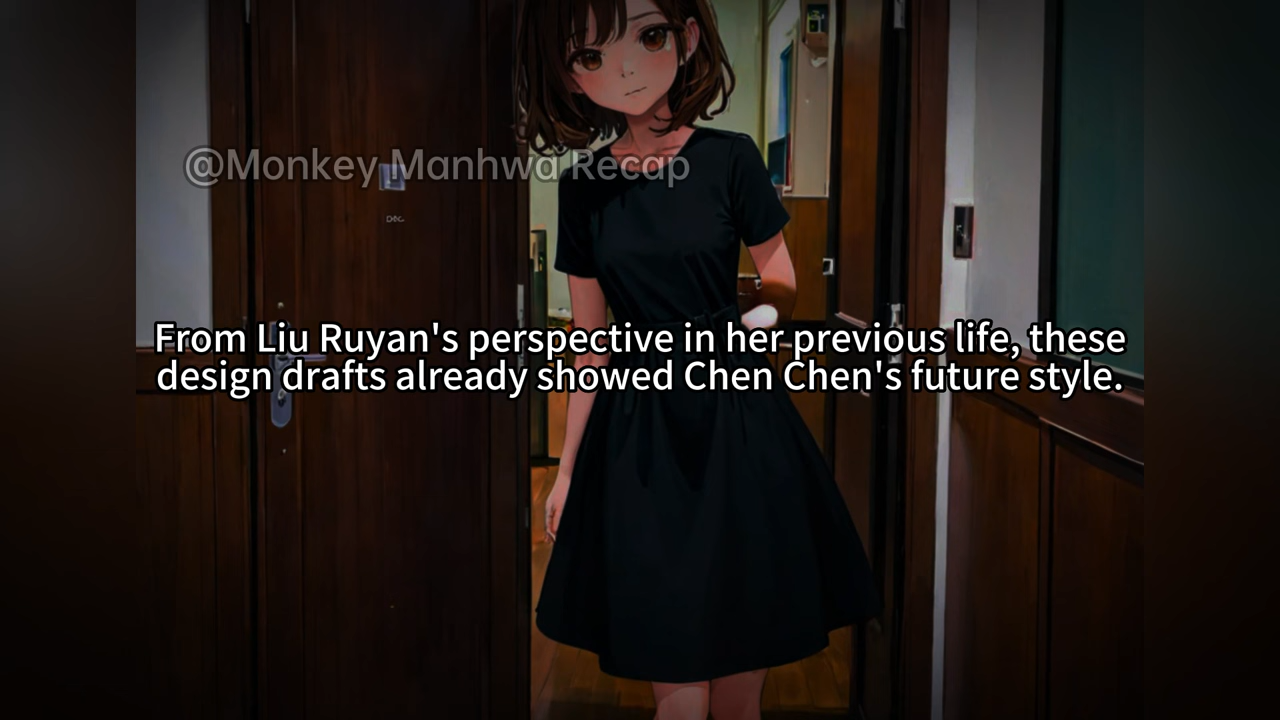 @Monkey Manhwa Recap
From Liu Ruyan's perspective in her previous life, these
design drafts already showed Chen Chen's future style.